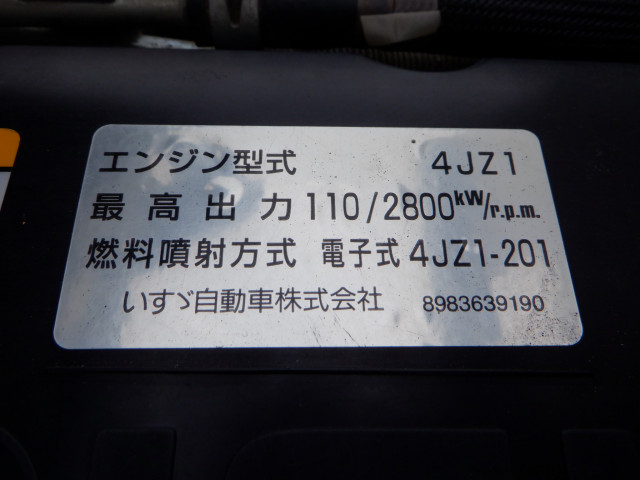 エンジン型式 4JZ1
最高出力 110/2800kW/r.p.m.
燃料噴射方式 電子式 4JZ1-201
いすゞ自動車株式会社 8983639190